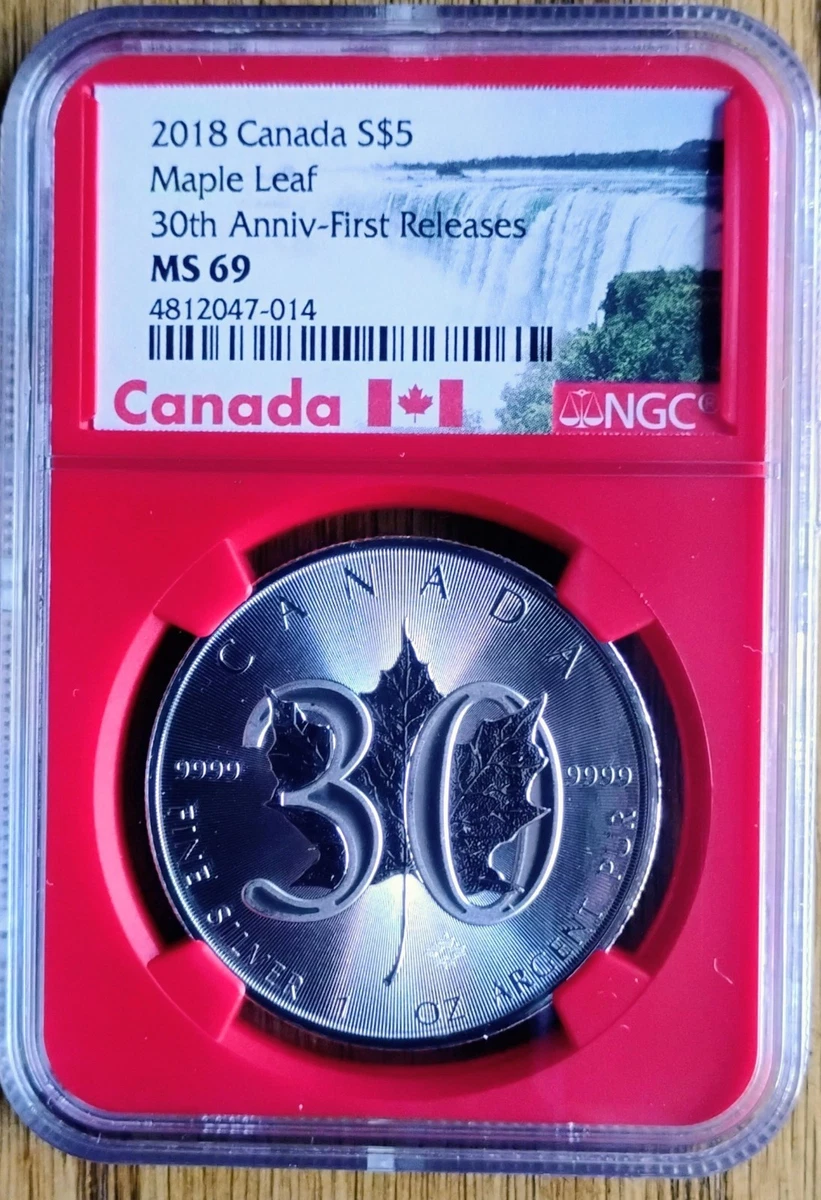 2018 Canada S$5
Maple Leaf
30th Anniv-First Releases
MS 69
4812047-014
Canada
NGC®
CANADA
30
9999
9999
FINE SILVER 1 OZ ARGENT PUR